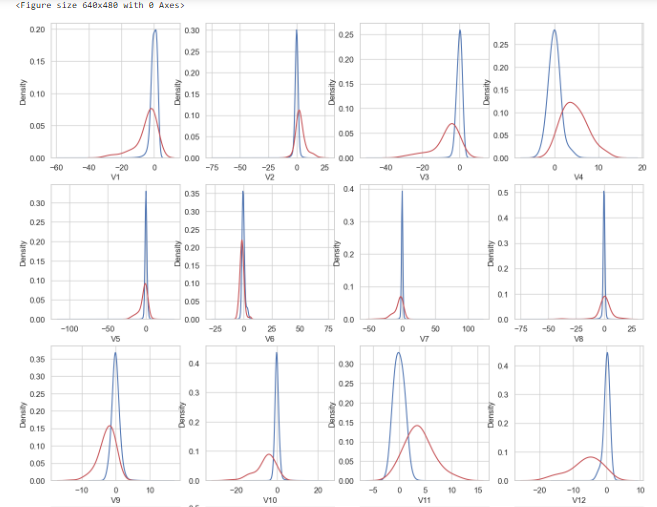 <Figure size 640x480 with 0 Axes>
0.20 0.15 0.10 0.05 0.00
Density
−60 −40 −20 0
V1
0.30 0.25 0.20 0.15 0.10 0.05 0.00
Density
−75 −50 −25 0 25
V2
0.25 0.20 0.15 0.10 0.05 0.00
Density
−40 −20 0
V3
0.25 0.20 0.15 0.10 0.05 0.00
Density
0 10 20
V4
0.30 0.25 0.20 0.15 0.10 0.05 0.00
Density
−100 −50 0
V5
0.35 0.30 0.25 0.20 0.15 0.10 0.05 0.00
Density
−25 0 25 50 75
V6
0.4 0.3 0.2 0.1 0.0
Density
−50 0 50 100
V7
0.5 0.4 0.3 0.2 0.1 0.0
Density
−75 −50 −25 0 25
V8
0.35 0.30 0.25 0.20 0.15 0.10 0.05 0.00
Density
−10 0 10
V9
0.4 0.3 0.2 0.1 0.0
Density
−20 0 20
V10
0.30 0.25 0.20 0.15 0.10 0.05 0.00
Density
−5 0 5 10 15
V11
0.4 0.3 0.2 0.1 0.0
Density
−20 −10 0 10
V12